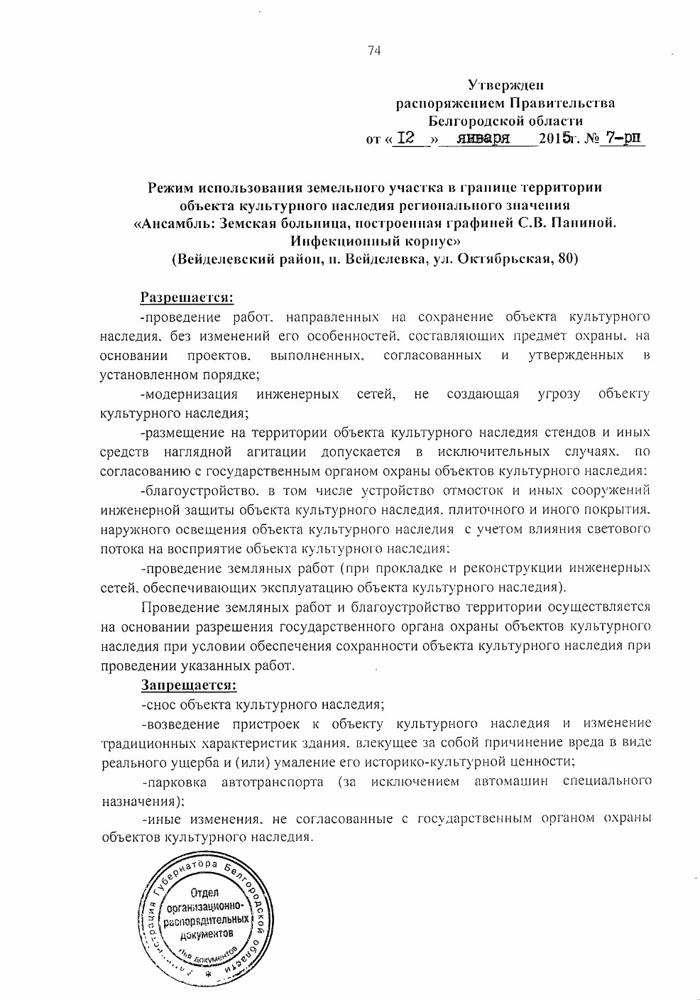 74
Утвержден
распоряжением Правительства
Белгородской области
от « 12 » января 2015г. № 7-рп
Режим использования земельного участка в границе территории
объекта культурного наследия регионального значения
«Ансамбль: Земская больница, построенная графиней С.В. Паниной.
Инфекционный корпус»
(Вейделевский район, п. Вейделевка, ул. Октябрьская, 80)
Разрешается:
-проведение работ, направленных на сохранение объекта культурного
наследия, без изменений его особенностей, составляющих предмет охраны, на
основании проектов, выполненных, согласованных и утвержденных в
установленном порядке;
-модернизация инженерных сетей, не создающая угрозу объекту
культурного наследия;
-размещение на территории объекта культурного наследия стендов и иных
средств наглядной агитации допускается в исключительных случаях, по
согласованию с государственным органом охраны объектов культурного наследия;
-благоустройство, в том числе устройство отмосток и иных сооружений
инженерной защиты объекта культурного наследия, плиточного и иного покрытия,
наружного освещения объекта культурного наследия с учетом влияния светового
потока на восприятие объекта культурного наследия;
-проведение земляных работ (при прокладке и реконструкции инженерных
сетей, обеспечивающих эксплуатацию объекта культурного наследия).
Проведение земляных работ и благоустройство территории осуществляется
на основании разрешения государственного органа охраны объектов культурного
наследия при условии обеспечения сохранности объекта культурного наследия при
проведении указанных работ.
Запрещается:
-снос объекта культурного наследия;
-возведение пристроек к объекту культурного наследия и изменение
традиционных характеристик здания, влекущее за собой причинение вреда в виде
реального ущерба и (или) умаление его историко-культурной ценности;
-парковка автотранспорта (за исключением автомашин специального
назначения);
-иные изменения, не согласованные с государственным органом охраны
объектов культурного наследия.
Губернатора Белгородской области
Отдел
организационно-
распорядительных
документов
документов